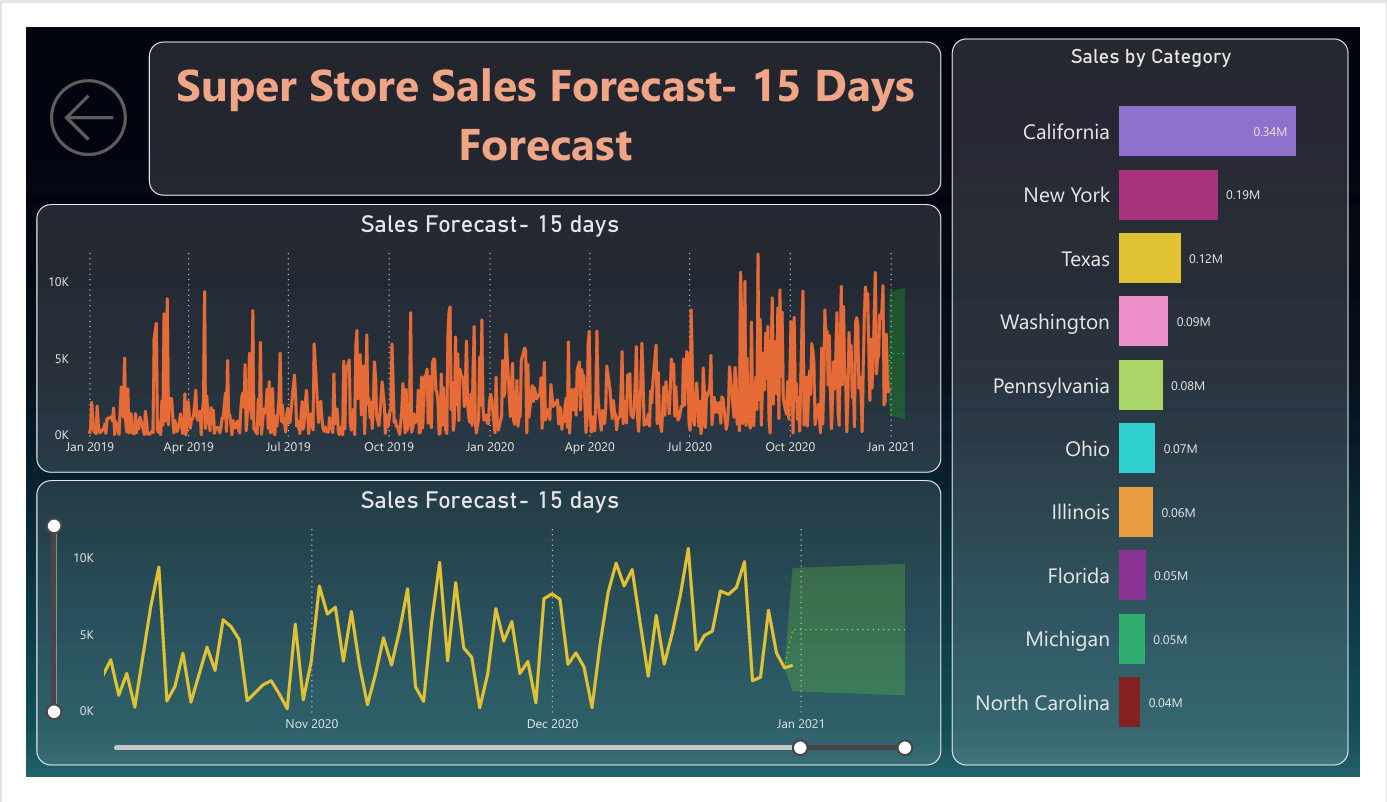 Super Store Sales Forecast- 15 Days
Forecast
Sales Forecast- 15 days
10K
5K
0K
Jan 2019 Apr 2019 Jul 2019 Oct 2019 Jan 2020 Apr 2020 Jul 2020 Oct 2020 Jan 2021
Sales Forecast- 15 days
10K
5K
0K
Nov 2020 Dec 2020 Jan 2021
Sales by Category
California 0.34M
New York 0.19M
Texas 0.12M
Washington 0.09M
Pennsylvania 0.08M
Ohio 0.07M
Illinois 0.06M
Florida 0.05M
Michigan 0.05M
North Carolina 0.04M